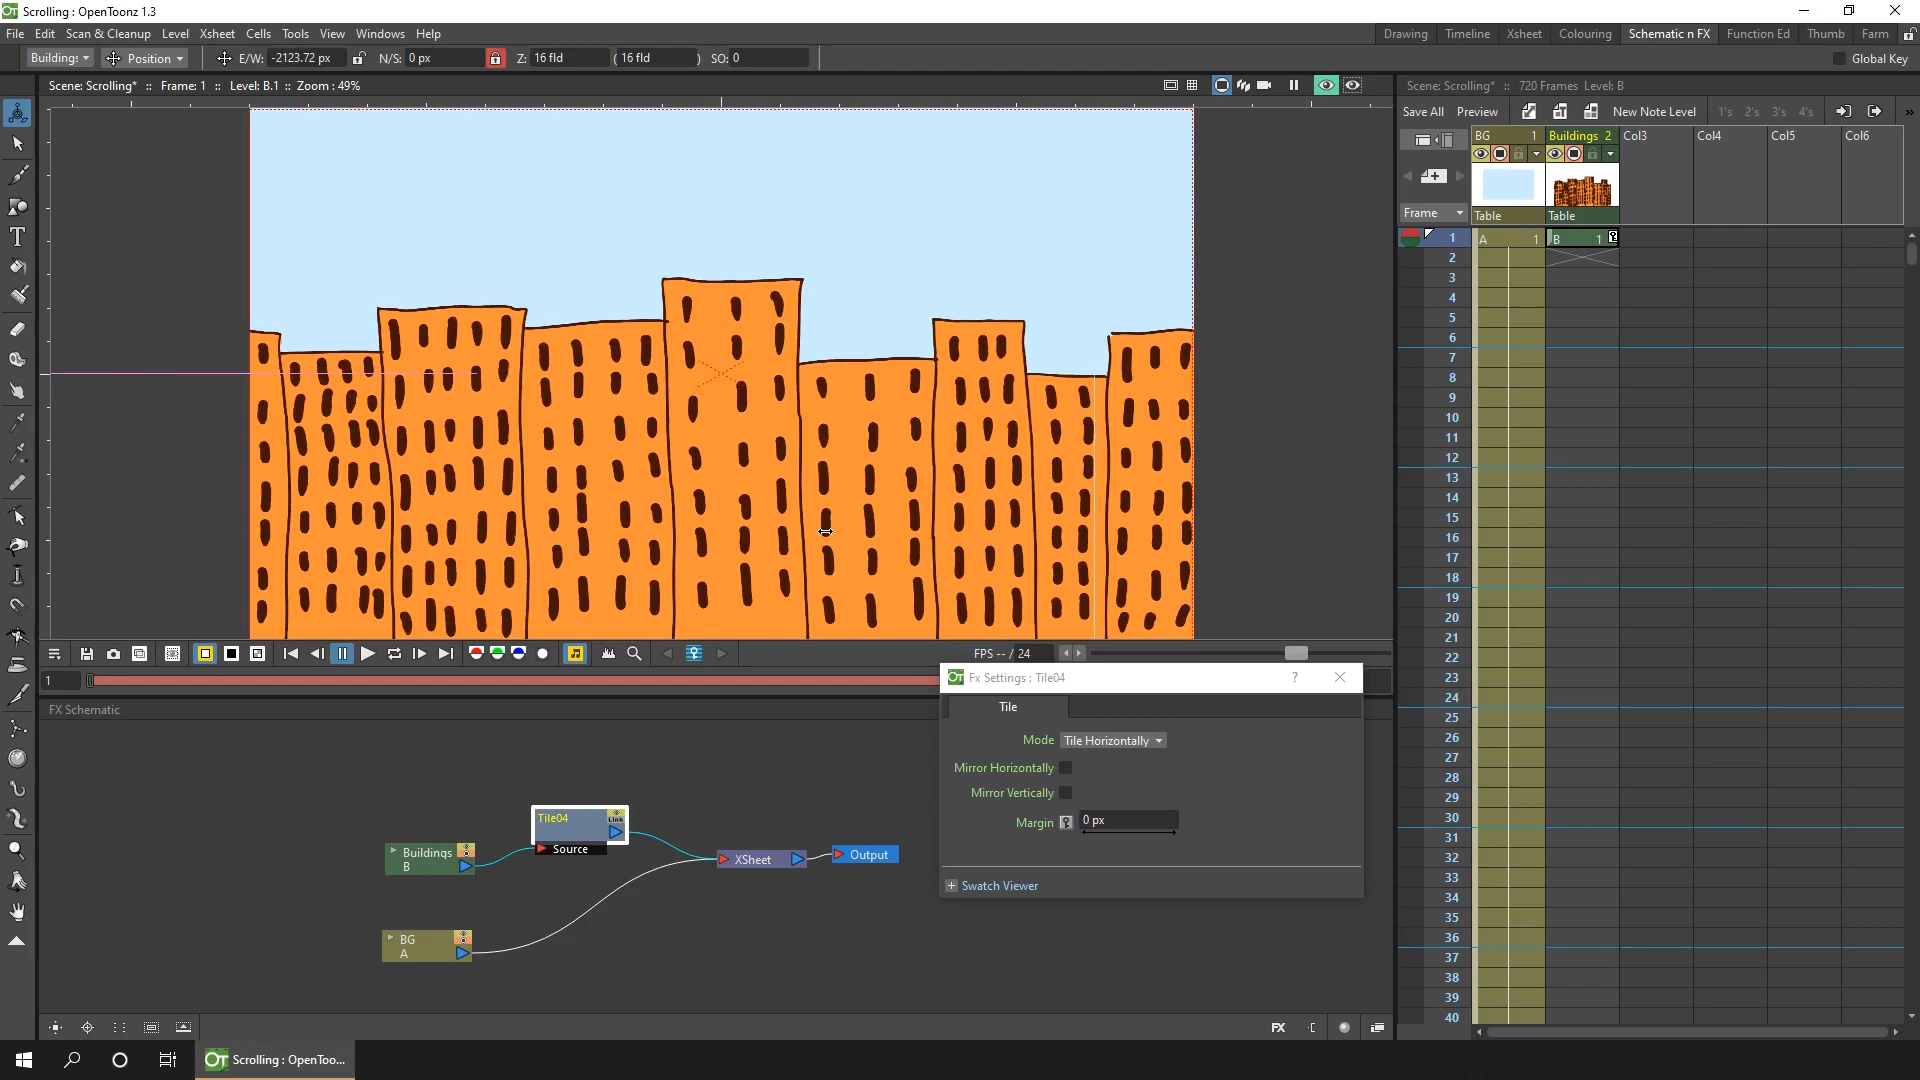 Scrolling : OpenToonz 1.3
File Edit Scan & Cleanup Level Xsheet Cells Tools View Windows Help
Drawing Timeline Xsheet Colouring Schematic n FX Function Ed Thumb Farm
Buildings Position E/W: -2123.72 px N/S: 0 px Z: 16 fld ( 16 fld ) SO: 0
Global Key
Scene: Scrolling* :: Frame: 1 :: Level: B.1 :: Zoom : 49%
Scene: Scrolling* :: 720 Frames Level: B
Save All Preview New Note Level 1's 2's 3's 4's »
BG 1 Buildings 2 Col3 Col4 Col5 Col6
Frame Table Table
1 A 1 B 1
2
3
4
5
6
7
8
9
10
11
12
13
14
15
16
17
18
19
20
21
22
23
24
25
26
27
28
29
30
31
32
33
34
35
36
37
38
39
40
FPS -- / 24
1
Fx Settings : Tile04 ?
Tile
Mode Tile Horizontally
Mirror Horizontally
Mirror Vertically
Margin 0 px
+ Swatch Viewer
FX Schematic
Tile04 Link
Source
Buildings
B
XSheet
Output
BG
A
FX
Scrolling : OpenToo...